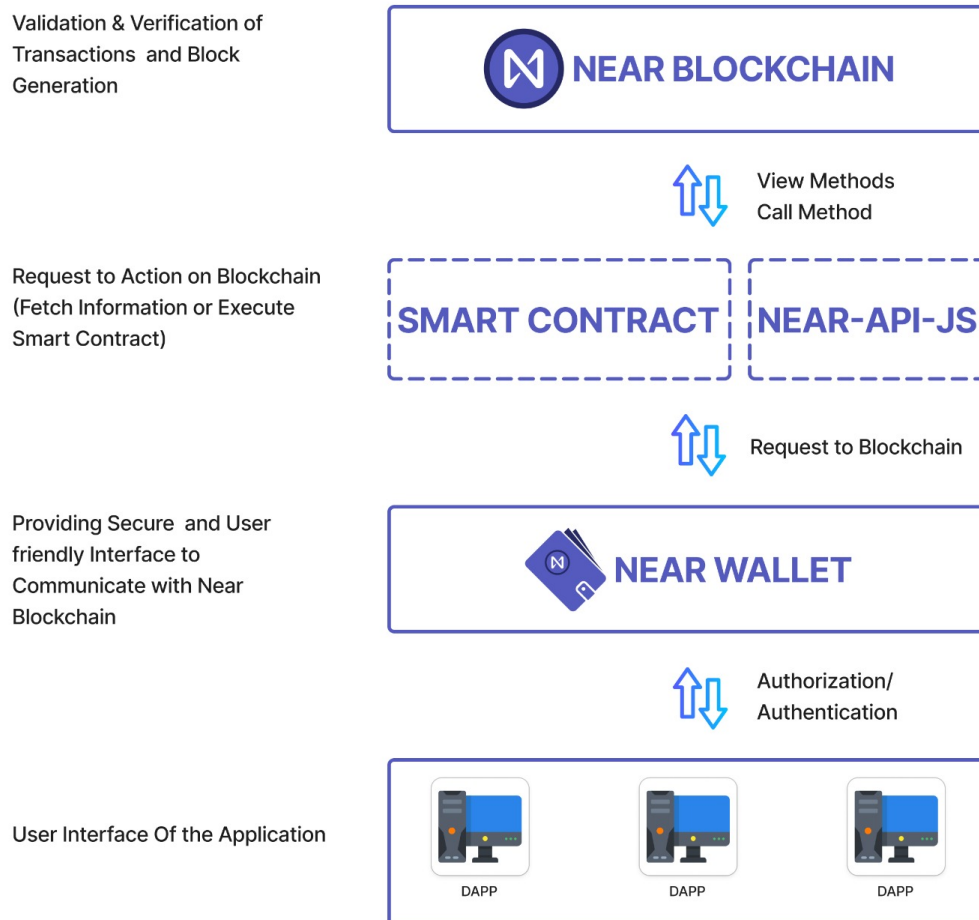 Validation & Verification of
Transactions and Block
Generation
NEAR BLOCKCHAIN
View Methods
Call Method
Request to Action on Blockchain
(Fetch Information or Execute
Smart Contract)
SMART CONTRACT
NEAR-API-JS
Request to Blockchain
Providing Secure and User
friendly Interface to
Communicate with Near
Blockchain
NEAR WALLET
Authorization/
Authentication
User Interface Of the Application
DAPP
DAPP
DAPP